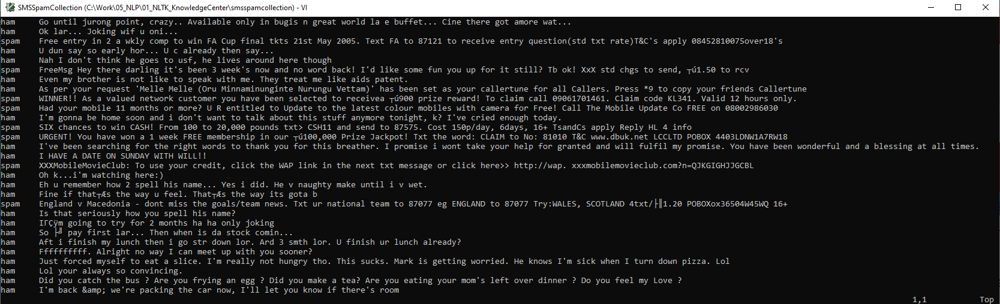 SMSSpamCollection (C:\Work\05_NLP\01_NLTK_KnowledgeCenter\smsspamcollection) - VI
ham Go until jurong point, crazy.. Available only in bugis n great world la e buffet... Cine there got amore wat...
ham Ok lar... Joking wif u oni...
spam Free entry in 2 a wkly comp to win FA Cup final tkts 21st May 2005. Text FA to 87121 to receive entry question(std txt rate)T&C's apply 08452810075over18's
ham U dun say so early hor... U c already then say...
ham Nah I don't think he goes to usf, he lives around here though
spam FreeMsg Hey there darling it's been 3 week's now and no word back! I'd like some fun you up for it still? Tb ok! XxX std chgs to send, ┬ú1.50 to rcv
ham Even my brother is not like to speak with me. They treat me like aids patent.
ham As per your request 'Melle Melle (Oru Minnaminunginte Nurungu Vettam)' has been set as your callertune for all Callers. Press *9 to copy your friends Callertune
spam WINNER!! As a valued network customer you have been selected to receivea ┬ú900 prize reward! To claim call 09061701461. Claim code KL341. Valid 12 hours only.
spam Had your mobile 11 months or more? U R entitled to Update to the latest colour mobiles with camera for Free! Call The Mobile Update Co FREE on 08002986030
ham I'm gonna be home soon and i don't want to talk about this stuff anymore tonight, k? I've cried enough today.
spam SIX chances to win CASH! From 100 to 20,000 pounds txt> CSH11 and send to 87575. Cost 150p/day, 6days, 16+ TsandCs apply Reply HL 4 info
spam URGENT! You have won a 1 week FREE membership in our ┬ú100,000 Prize Jackpot! Txt the word: CLAIM to No: 81010 T&C www.dbuk.net LCCLTD POBOX 4403LDNW1A7RW18
ham I've been searching for the right words to thank you for this breather. I promise i wont take your help for granted and will fulfil my promise. You have been wonderful and a blessing at all times.
ham I HAVE A DATE ON SUNDAY WITH WILL!!
spam XXXMobileMovieClub: To use your credit, click the WAP link in the next txt message or click here>> http://wap. xxxmobilemovieclub.com?n=QJKGIGHJJGCBL
ham Oh k...i'm watching here:)
ham Eh u remember how 2 spell his name... Yes i did. He v naughty make until i v wet.
ham Fine if that┬Æs the way u feel. That┬Æs the way its gota b
spam England v Macedonia - dont miss the goals/team news. Txt ur national team to 87077 eg ENGLAND to 87077 Try:WALES, SCOTLAND 4txt/├║1.20 POBOXox36504W45WQ 16+
ham Is that seriously how you spell his name?
ham IΓÇÿm going to try for 2 months ha ha only joking
ham So ├╝ pay first lar... Then when is da stock comin...
ham Aft i finish my lunch then i go str down lor. Ard 3 smth lor. U finish ur lunch already?
ham Ffffffffff. Alright no way I can meet up with you sooner?
ham Just forced myself to eat a slice. I'm really not hungry tho. This sucks. Mark is getting worried. He knows I'm sick when I turn down pizza. Lol
ham Lol your always so convincing.
ham Did you catch the bus ? Are you frying an egg ? Did you make a tea? Are you eating your mom's left over dinner ? Do you feel my Love ?
ham I'm back &amp; we're packing the car now, I'll let you know if there's room
1,1 Top